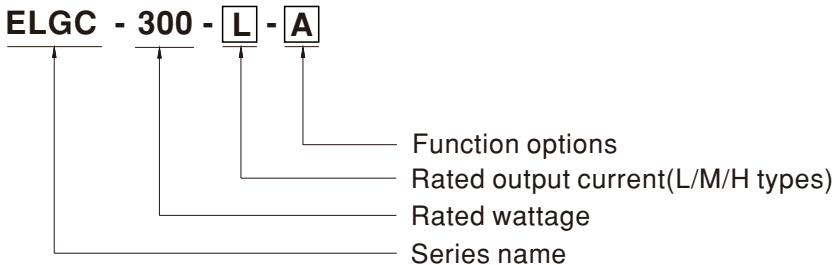 ELGC - 300 - L - A
Function options
Rated output current(L/M/H types)
Rated wattage
Series name